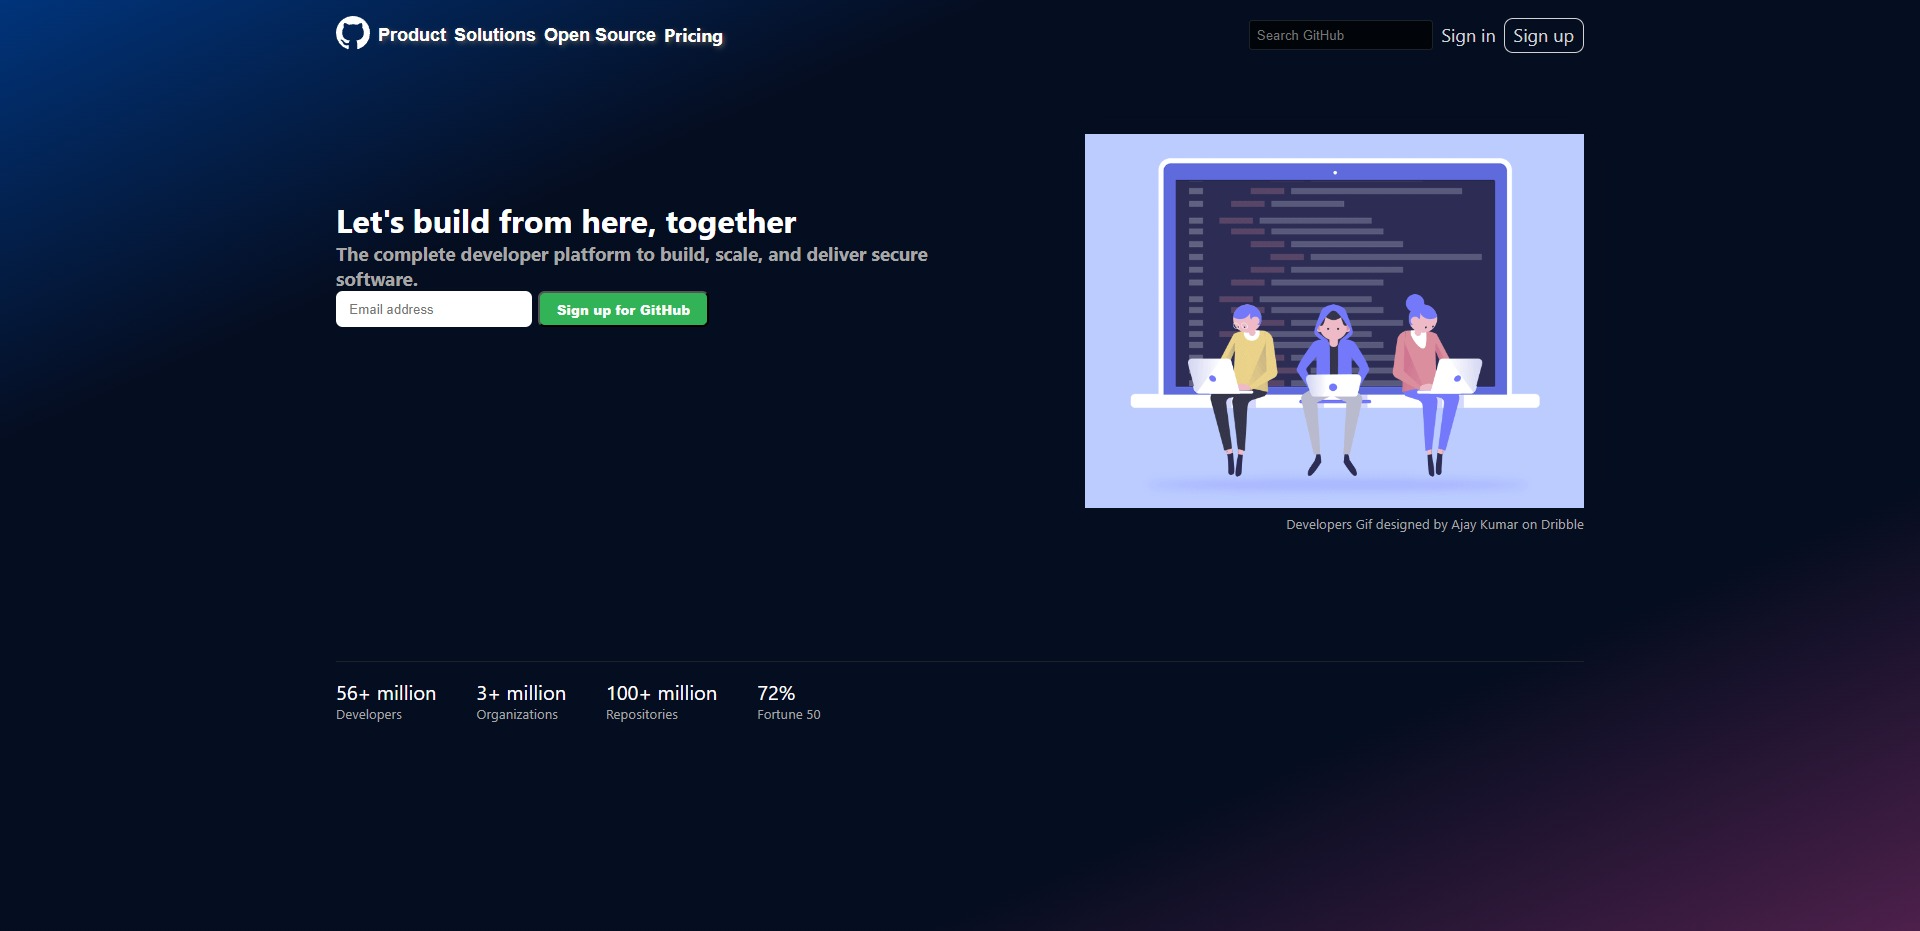 Product Solutions Open Source Pricing Search GitHub Sign in Sign up
Let's build from here, together
The complete developer platform to build, scale, and deliver secure
software.
Email address Sign up for GitHub
Developers Gif designed by Ajay Kumar on Dribble
56+ million 3+ million 100+ million 72%
Developers Organizations Repositories Fortune 50